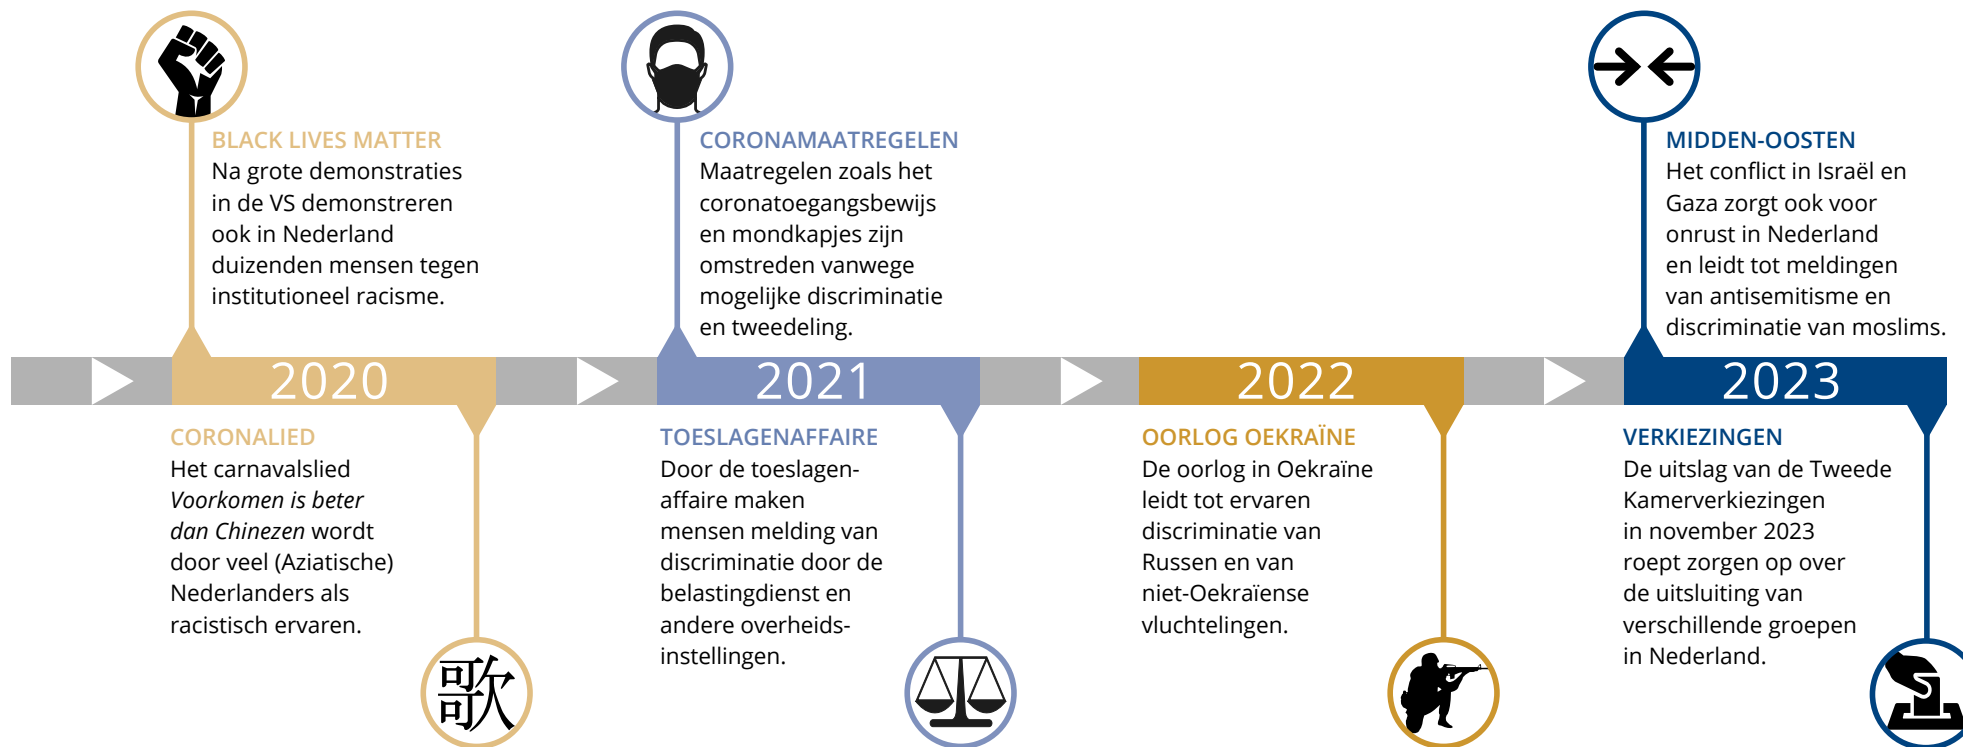 BLACK LIVES MATTER
Na grote demonstraties
in de VS demonstreren
ook in Nederland
duizenden mensen tegen
institutioneel racisme.
CORONAMAATREGELEN
Maatregelen zoals het
coronatoegangsbewijs
en mondkapjes zijn
omstreden vanwege
mogelijke discriminatie
en tweedeling.
MIDDEN-OOSTEN
Het conflict in Israël en
Gaza zorgt ook voor
onrust in Nederland
en leidt tot meldingen
van antisemitisme en
discriminatie van moslims.
2020
2021
2022
2023
CORONALIED
Het carnavalslied
Voorkomen is beter
dan Chinezen wordt
door veel (Aziatische)
Nederlanders als
racistisch ervaren.
歌
TOESLAGENAFFAIRE
Door de toeslagen-
affaire maken
mensen melding van
discriminatie door de
belastingdienst en
andere overheids-
instellingen.
OORLOG OEKRAÏNE
De oorlog in Oekraïne
leidt tot ervaren
discriminatie van
Russen en van
niet-Oekraïense
vluchtelingen.
VERKIEZINGEN
De uitslag van de Tweede
Kamerverkiezingen
in november 2023
roept zorgen op over
de uitsluiting van
verschillende groepen
in Nederland.